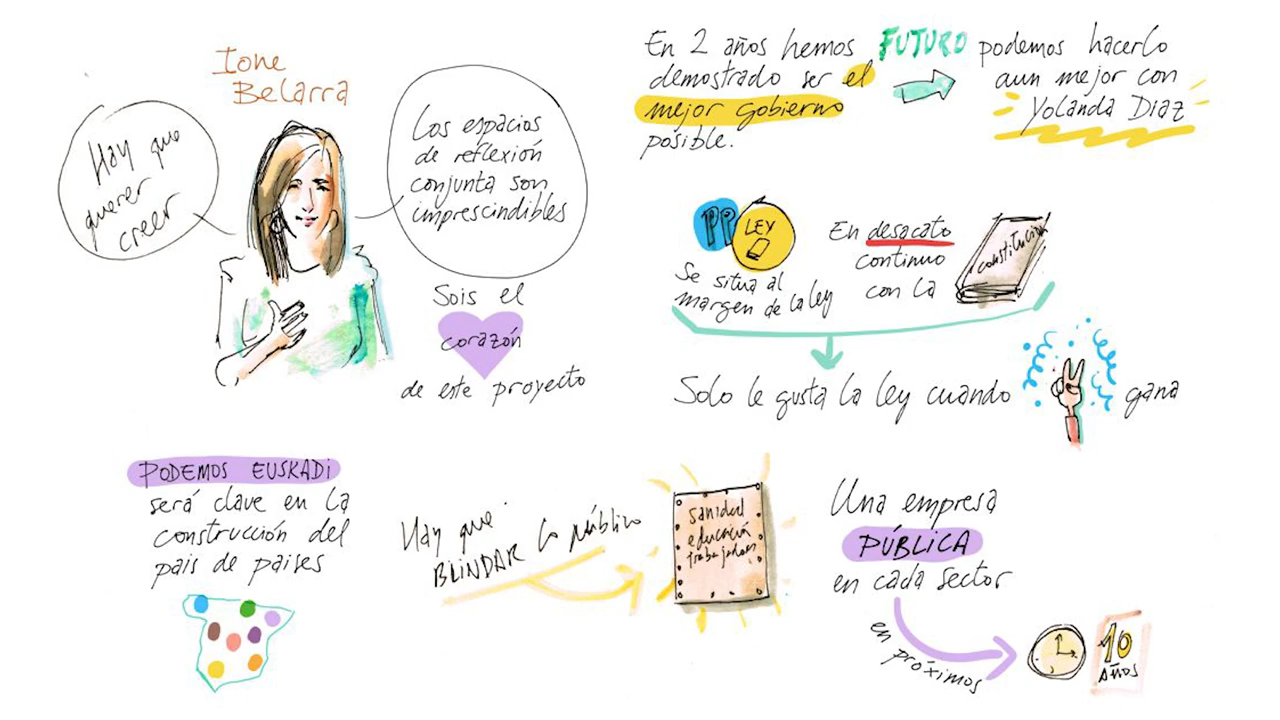 Ione
Belarra
Hay que
querer
creer
Los espacios
de reflexión
conjunta son
imprescindibles
Sois el
corazón
de este proyecto
En 2 años hemos
demostrado ser el
mejor gobierno
posible.
FUTURO
podemos hacerlo
aun mejor con
Yolanda Diaz
PP
LEY
Se situa al
margen de la ley
En desacato
continuo
con la
constitución
Solo le gusta la ley cuando
gana
PODEMOS EUSKADi
será clave en la
construcción del
pais de paises
Hay que
BLINDAR lo público
sanidad
educación
trabajadores
Una empresa
PÚBLICA
en cada sector
en próximos
10
AÑOS